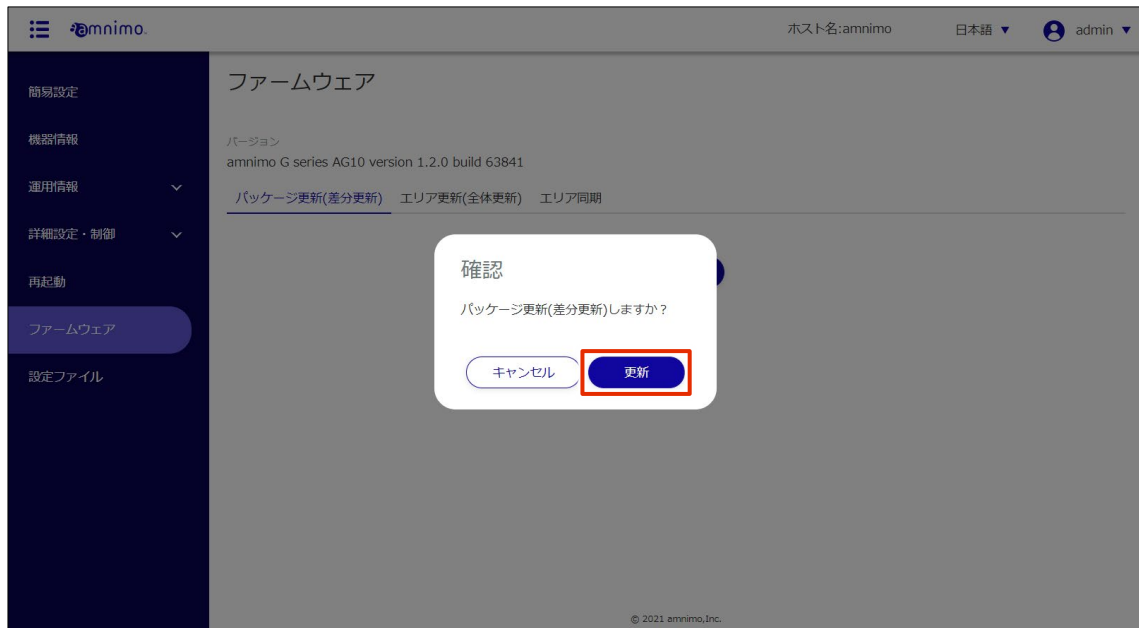 amnimo.
ホスト名:amnimo
日本語 ▼
admin ▼
簡易設定
機器情報
運用情報
詳細設定・制御
再起動
ファームウェア
設定ファイル
ファームウェア
バージョン
amnimo G series AG10 version 1.2.0 build 63841
パッケージ更新(差分更新) エリア更新(全体更新) エリア同期
確認
パッケージ更新(差分更新)しますか？
キャンセル
更新
© 2021 amnimo,Inc.